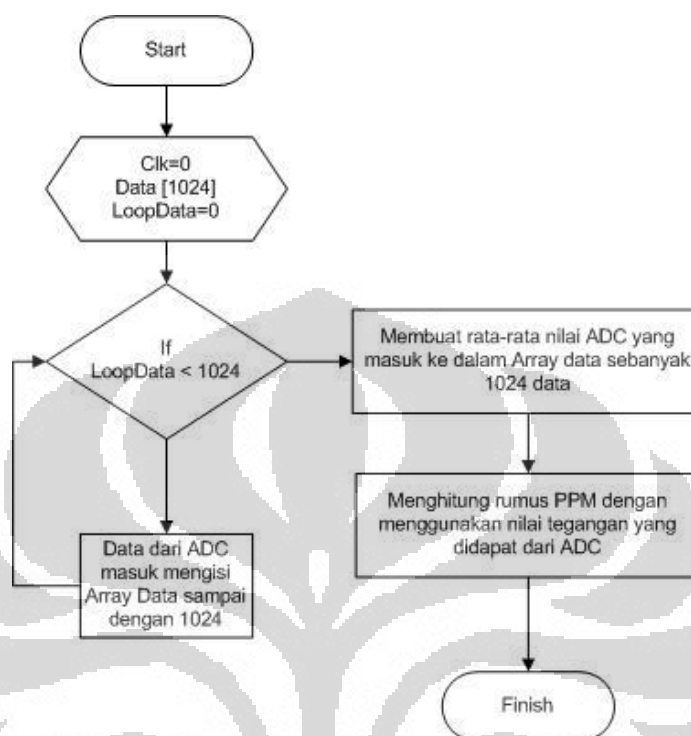 Start
Clk=0
Data [1024]
LoopData=0
If
LoopData < 1024
Data dari ADC
masuk mengisi
Array Data sampai
dengan 1024
Membuat rata-rata nilai ADC yang
masuk ke dalam Array data sebanyak
1024 data
Menghitung rumus PPM dengan
menggunakan nilai tegangan yang
didapat dari ADC
Finish